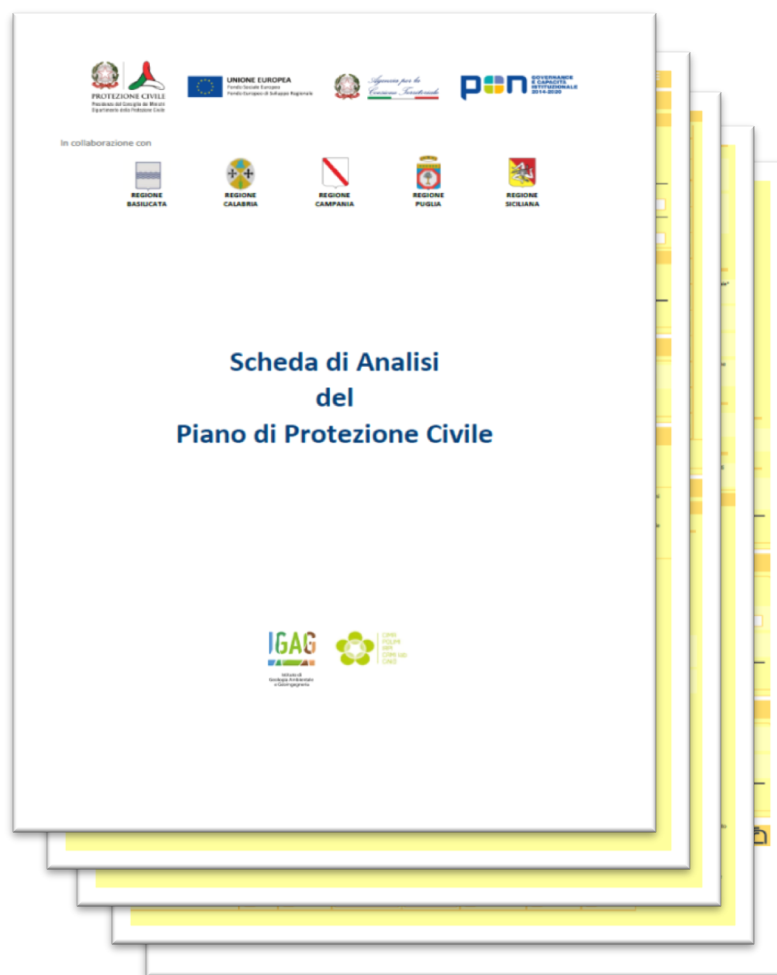 PROTEZIONE CIVILE
Presidenza del Consiglio dei Ministri
Dipartimento della Protezione Civile
UNIONE EUROPEA
Fondo Sociale Europeo
Fondo Europeo di Sviluppo Regionale
Agenzia per la
Coesione Territoriale
pon
GOVERNANCE
E CAPACITÀ
ISTITUZIONALE
2014-2020
In collaborazione con
REGIONE
BASILICATA
REGIONE
CALABRIA
REGIONE
CAMPANIA
REGIONE
PUGLIA
REGIONE
SICILIANA
Scheda di Analisi
del
Piano di Protezione Civile
IGAG
Istituto di
Geologia Ambientale
e Geoingegneria